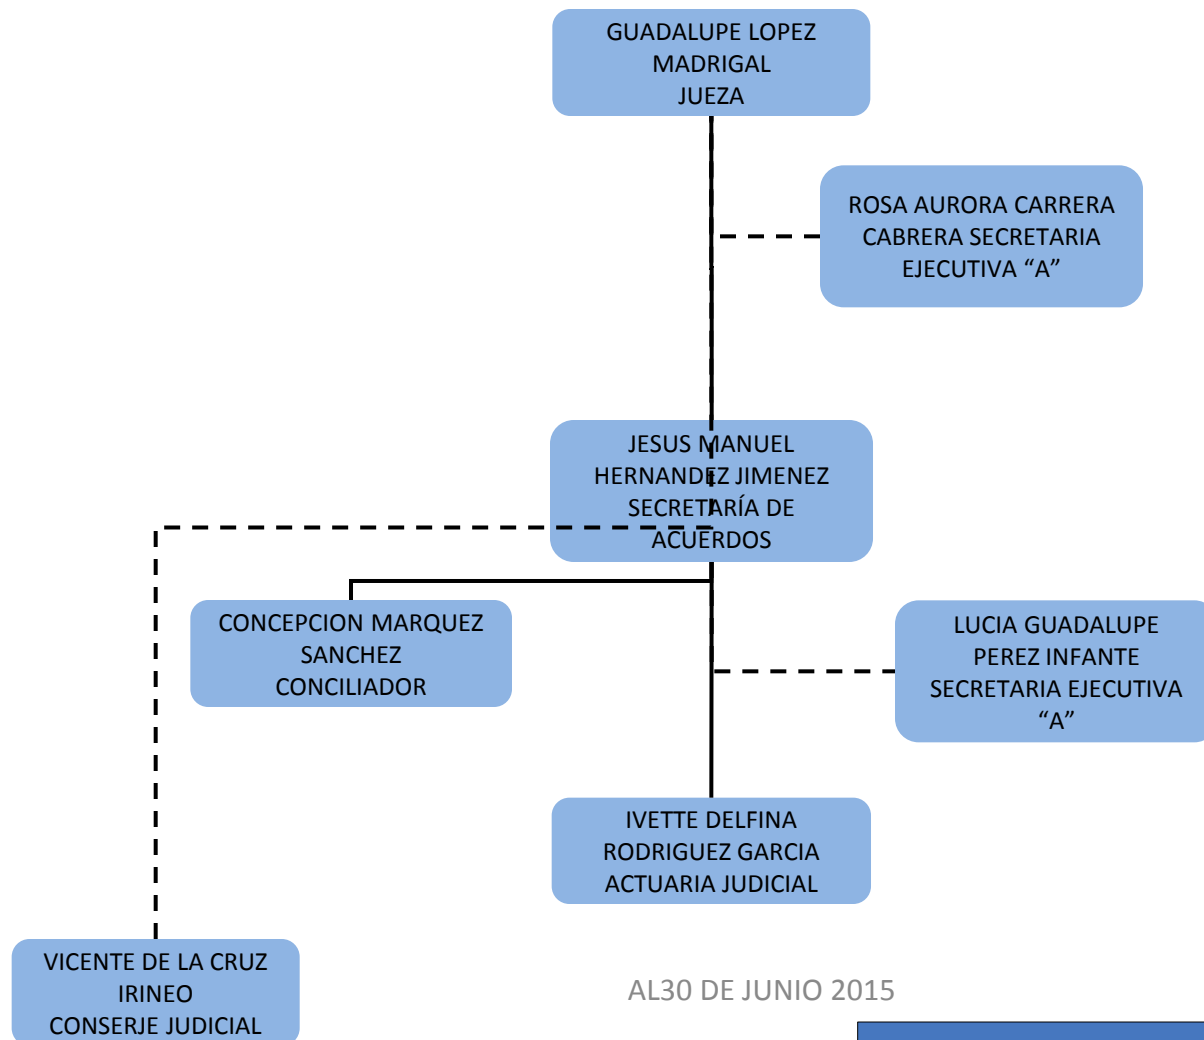 GUADALUPE LOPEZ
MADRIGAL
JUEZA
ROSA AURORA CARRERA
CABRERA SECRETARIA
EJECUTIVA “A”
JESUS MANUEL
HERNANDEZ JIMENEZ
SECRETARÍA DE
ACUERDOS
CONCEPCION MARQUEZ
SANCHEZ
CONCILIADOR
LUCIA GUADALUPE
PEREZ INFANTE
SECRETARIA EJECUTIVA
“A”
IVETTE DELFINA
RODRIGUEZ GARCIA
ACTUARIA JUDICIAL
VICENTE DE LA CRUZ
IRINEO
CONSERJE JUDICIAL
AL30 DE JUNIO 2015